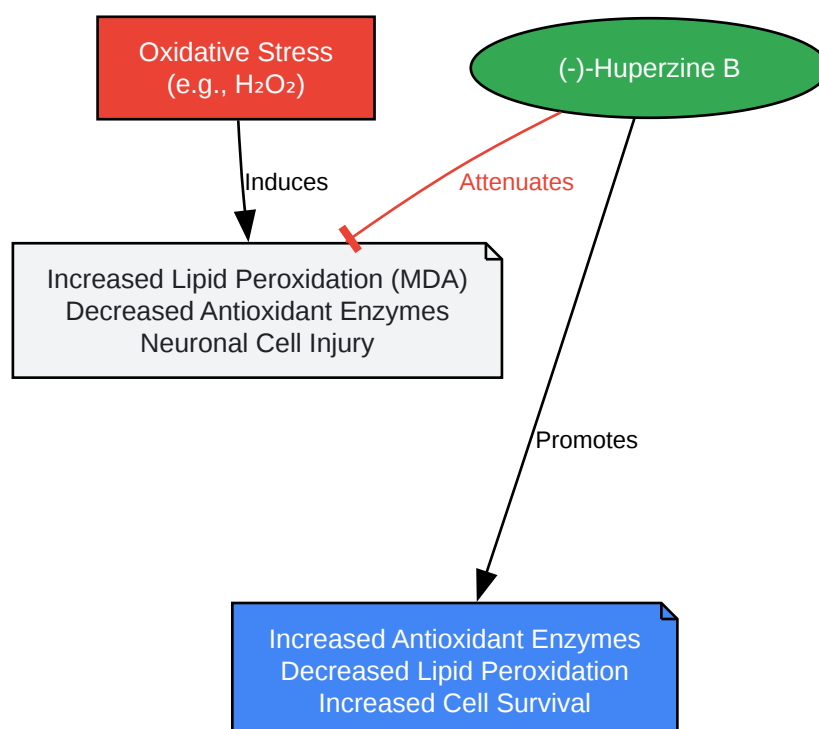 Oxidative Stress
(e.g., H₂O₂)
(-)-Huperzine B
Induces
Attenuates
Increased Lipid Peroxidation (MDA)
Decreased Antioxidant Enzymes
Neuronal Cell Injury
Promotes
Increased Antioxidant Enzymes
Decreased Lipid Peroxidation
Increased Cell Survival